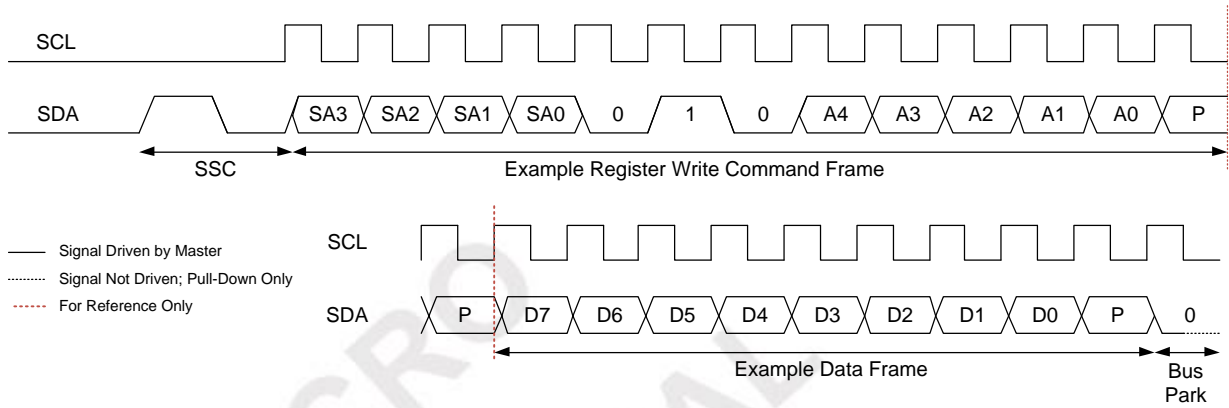 SCL
SDA SA3 SA2 SA1 SA0 0 1 0 A4 A3 A2 A1 A0 P
SSC Example Register Write Command Frame
Signal Driven by Master
Signal Not Driven; Pull-Down Only
For Reference Only
SCL
SDA P D7 D6 D5 D4 D3 D2 D1 D0 P 0
Example Data Frame
Bus
Park